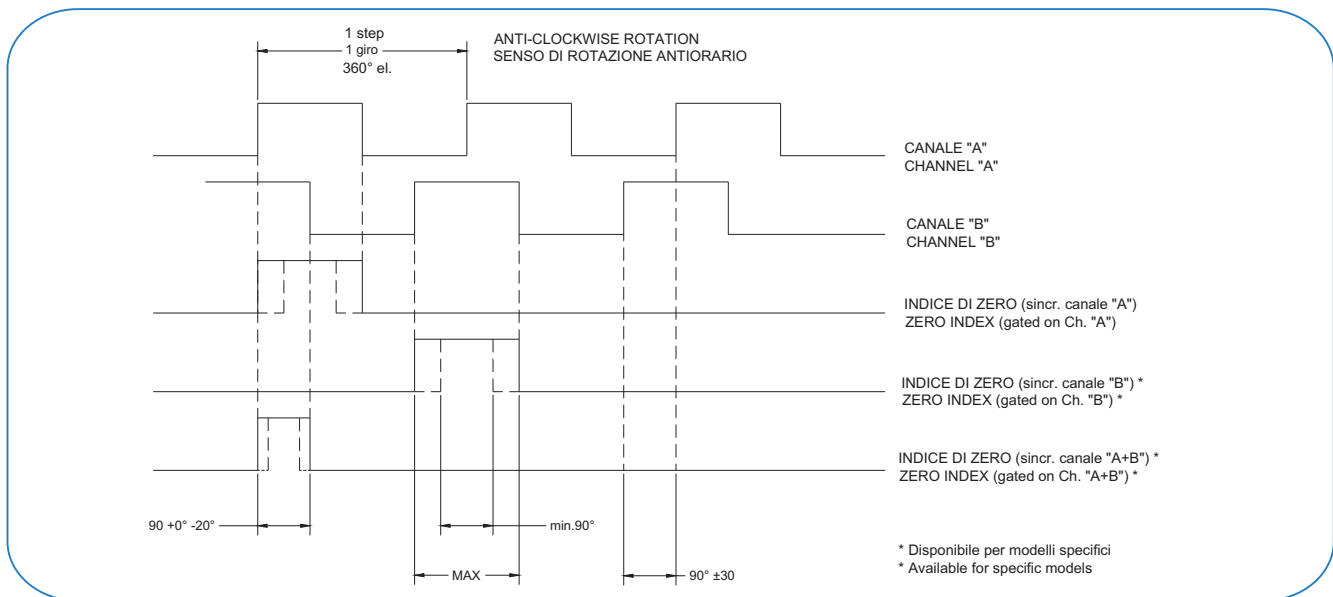 1 step
1 giro
360° el.
ANTI-CLOCKWISE ROTATION
SENSO DI ROTAZIONE ANTIORARIO
CANALE "A"
CHANNEL "A"
CANALE "B"
CHANNEL "B"
INDICE DI ZERO (sincr. canale "A")
ZERO INDEX (gated on Ch. "A")
INDICE DI ZERO (sincr. canale "B") *
ZERO INDEX (gated on Ch. "B") *
INDICE DI ZERO (sincr. canale "A+B") *
ZERO INDEX (gated on Ch. "A+B") *
90 +0° -20°
min.90°
MAX
90° ±30
* Disponibile per modelli specifici
* Available for specific models